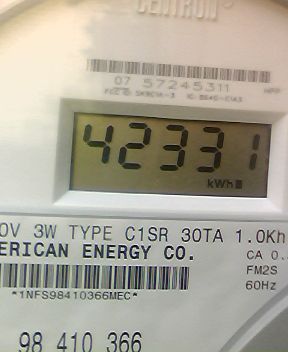 CENTRON
07 57245311
42331
kWh
0V 3W TYPE C1SR 30TA 1.0Kh
ERICAN ENERGY CO.
CA 0.
FM2S
60Hz
*1NFS98410366MEC*
98 410 366